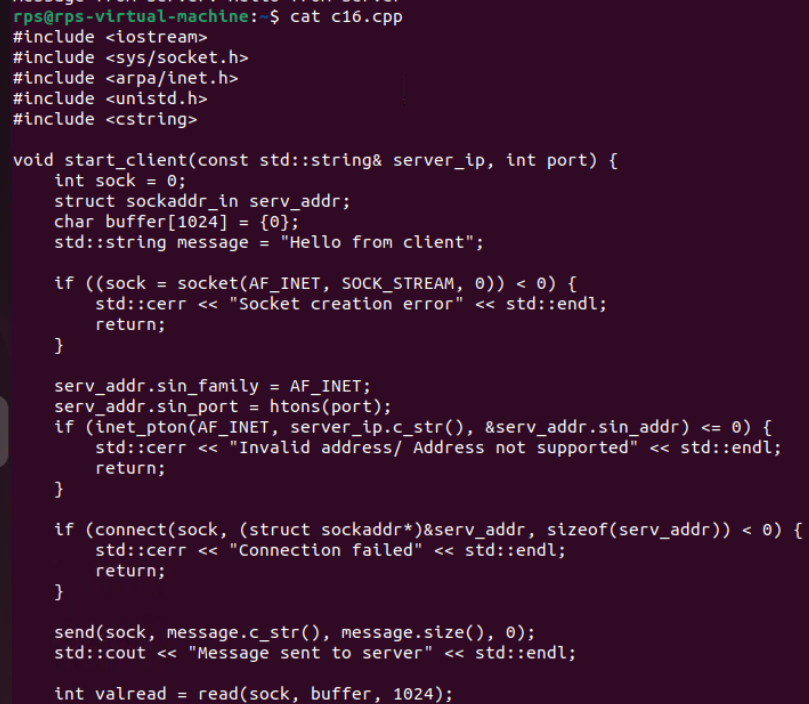 Message from server: Hello from server
rps@rps-virtual-machine:~$ cat c16.cpp
#include <iostream>
#include <sys/socket.h>
#include <arpa/inet.h>
#include <unistd.h>
#include <cstring>

void start_client(const std::string& server_ip, int port) {
    int sock = 0;
    struct sockaddr_in serv_addr;
    char buffer[1024] = {0};
    std::string message = "Hello from client";

    if ((sock = socket(AF_INET, SOCK_STREAM, 0)) < 0) {
        std::cerr << "Socket creation error" << std::endl;
        return;
    }

    serv_addr.sin_family = AF_INET;
    serv_addr.sin_port = htons(port);
    if (inet_pton(AF_INET, server_ip.c_str(), &serv_addr.sin_addr) <= 0) {
        std::cerr << "Invalid address/ Address not supported" << std::endl;
        return;
    }

    if (connect(sock, (struct sockaddr*)&serv_addr, sizeof(serv_addr)) < 0) {
        std::cerr << "Connection failed" << std::endl;
        return;
    }

    send(sock, message.c_str(), message.size(), 0);
    std::cout << "Message sent to server" << std::endl;

    int valread = read(sock, buffer, 1024);